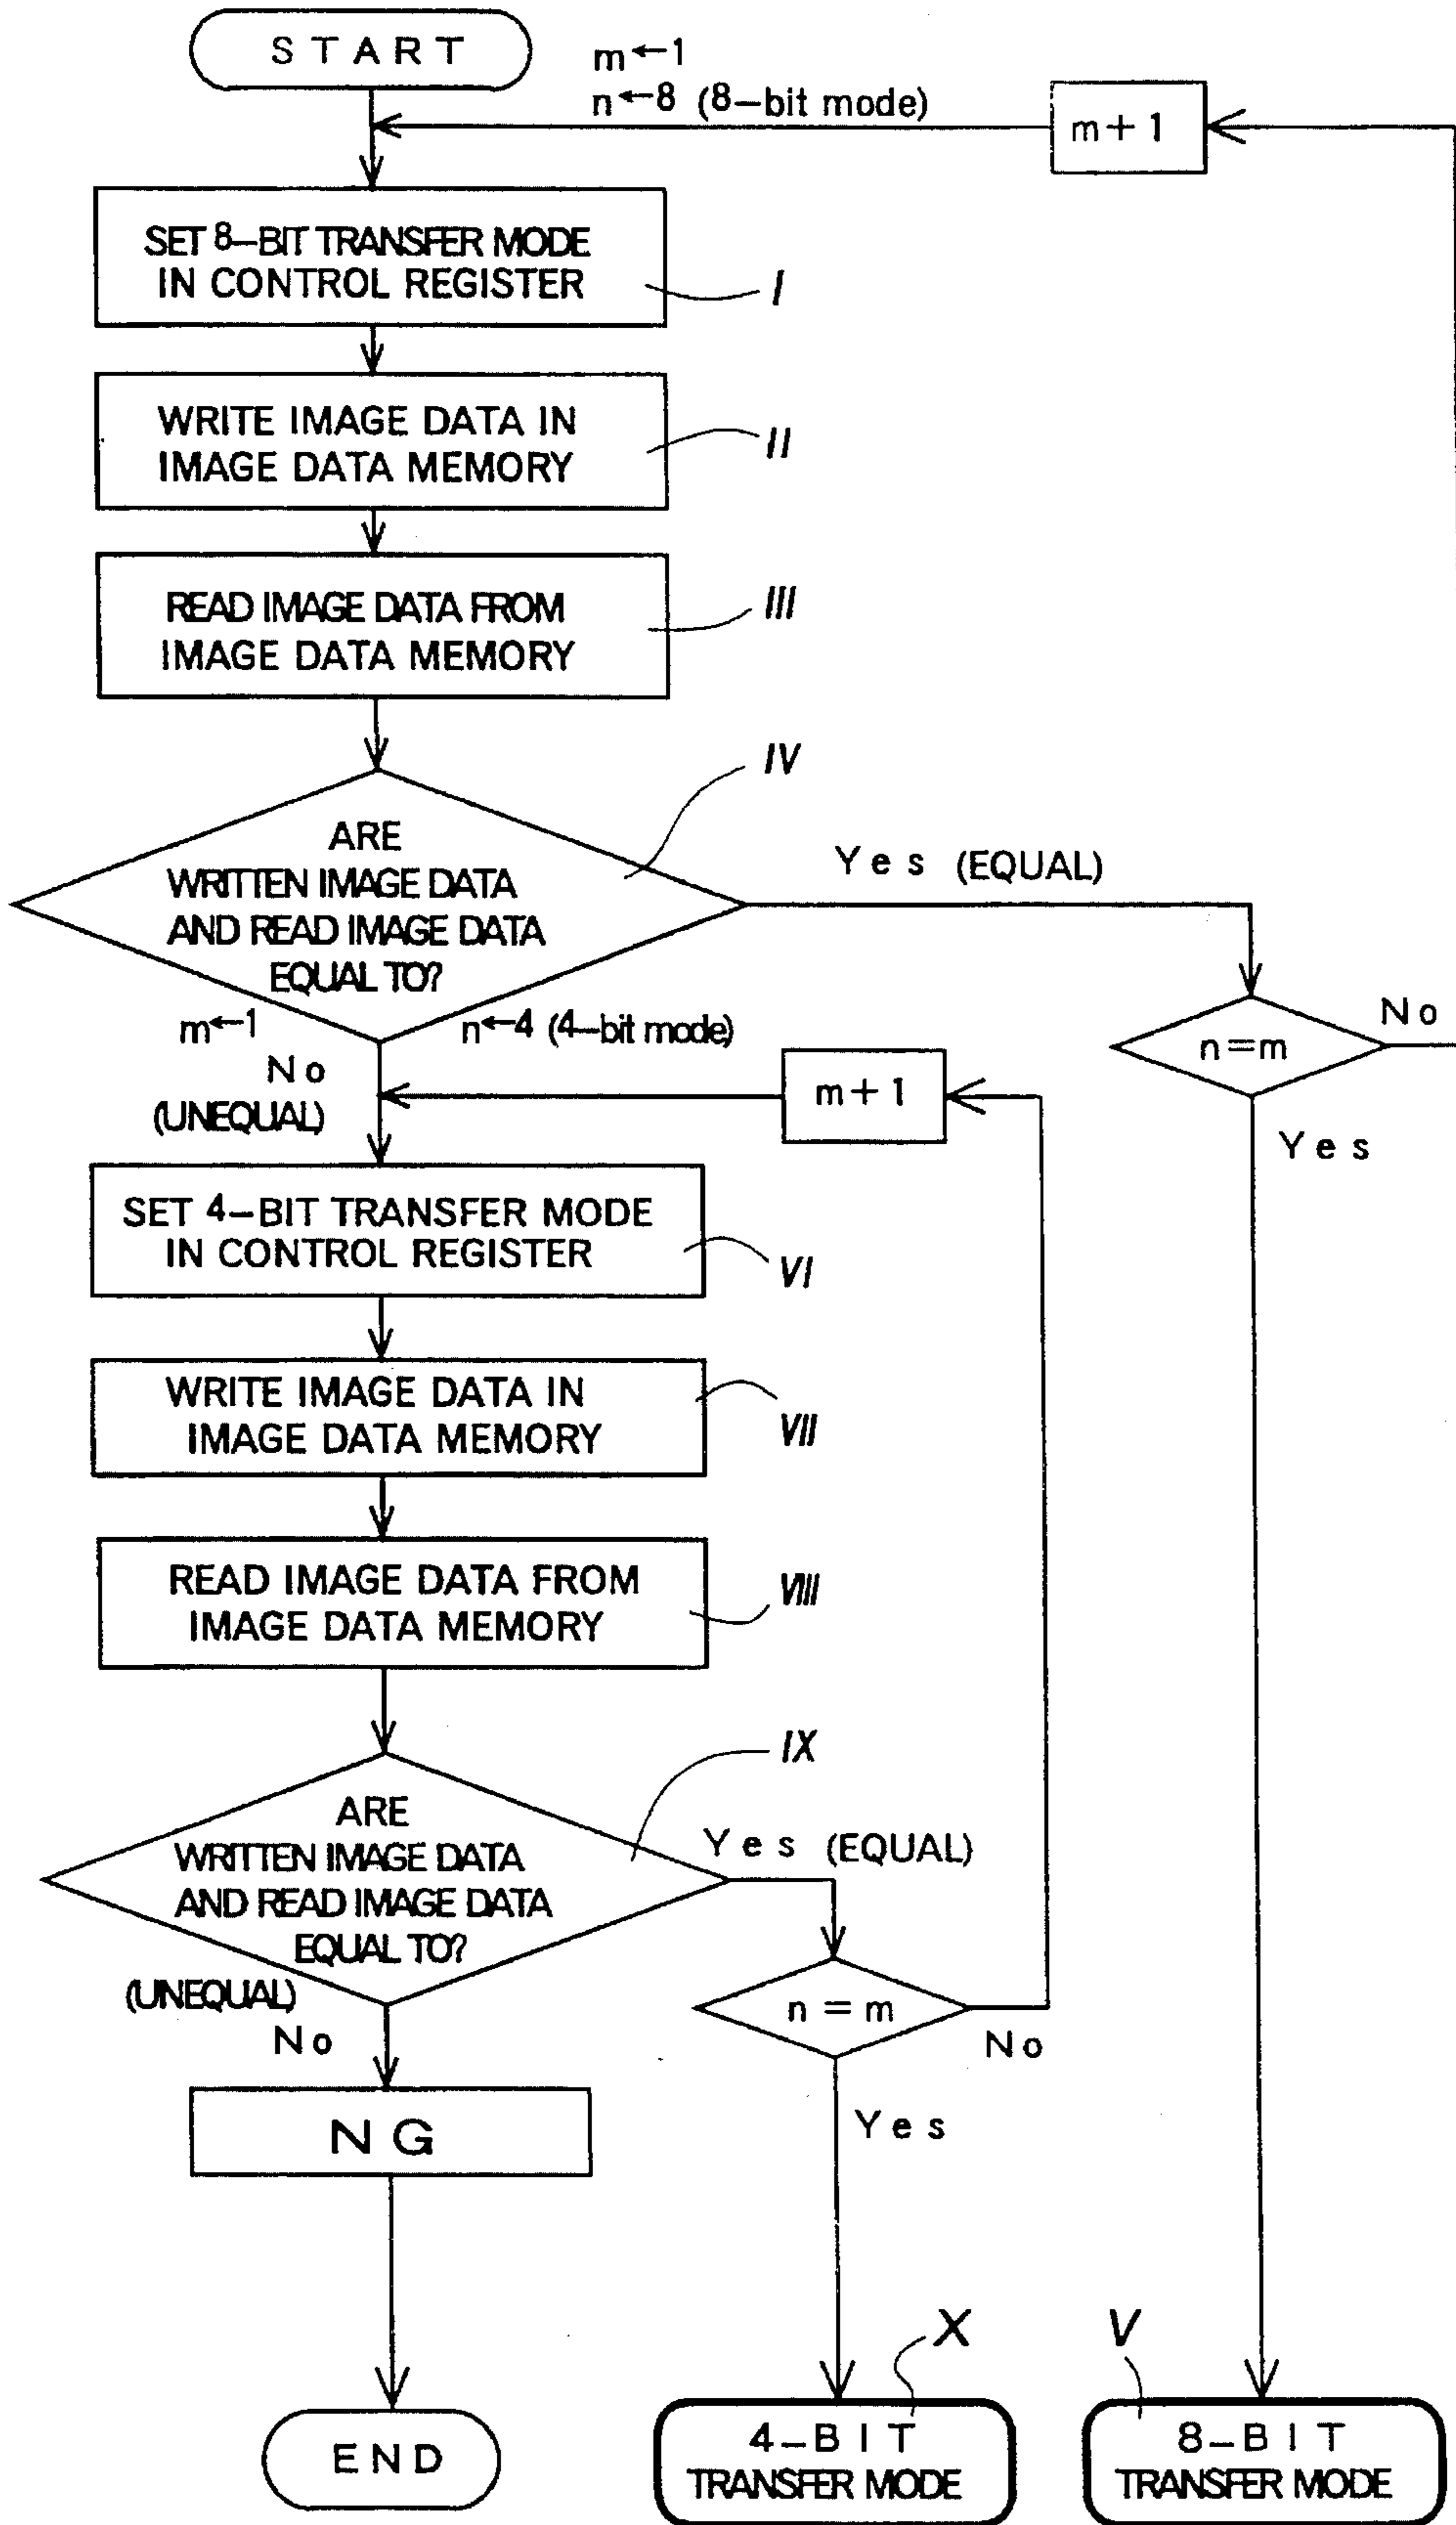 START
m←1
n←8 (8-bit mode)
m+1
SET 8-BIT TRANSFER MODE
IN CONTROL REGISTER
I
WRITE IMAGE DATA IN
IMAGE DATA MEMORY
II
READ IMAGE DATA FROM
IMAGE DATA MEMORY
III
IV
ARE
WRITTEN IMAGE DATA
AND READ IMAGE DATA
EQUAL TO?
Yes (EQUAL)
n=m
No
Yes
m←1
n←4 (4-bit mode)
No
(UNEQUAL)
m+1
SET 4-BIT TRANSFER MODE
IN CONTROL REGISTER
VI
WRITE IMAGE DATA IN
IMAGE DATA MEMORY
VII
READ IMAGE DATA FROM
IMAGE DATA MEMORY
VIII
IX
ARE
WRITTEN IMAGE DATA
AND READ IMAGE DATA
EQUAL TO?
Yes (EQUAL)
(UNEQUAL)
No
n=m
No
Yes
NG
END
X
4-BIT
TRANSFER MODE
V
8-BIT
TRANSFER MODE